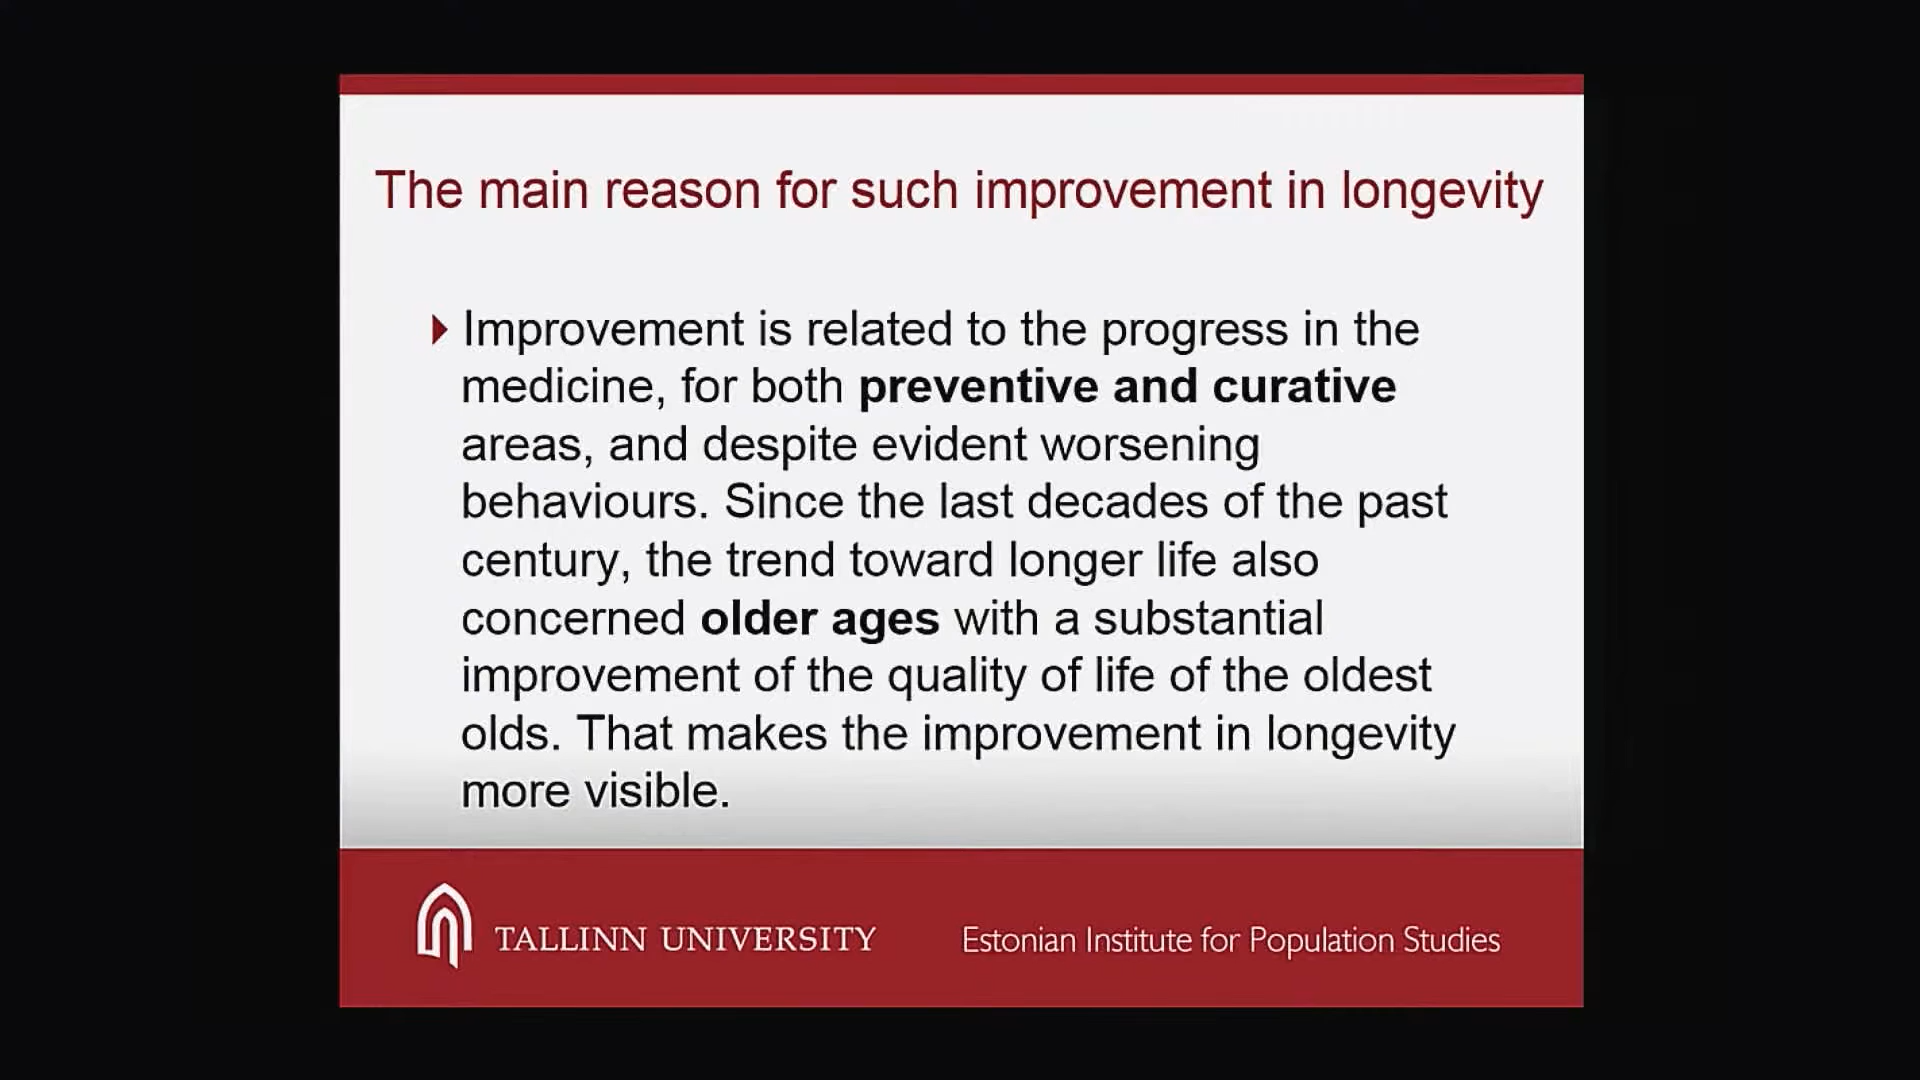 The main reason for such improvement in longevity
Improvement is related to the progress in the
medicine, for both preventive and curative
areas, and despite evident worsening
behaviours. Since the last decades of the past
century, the trend toward longer life also
concerned older ages with a substantial
improvement of the quality of life of the oldest
olds. That makes the improvement in longevity
more visible.
TALLINN UNIVERSITY
Estonian Institute for Population Studies